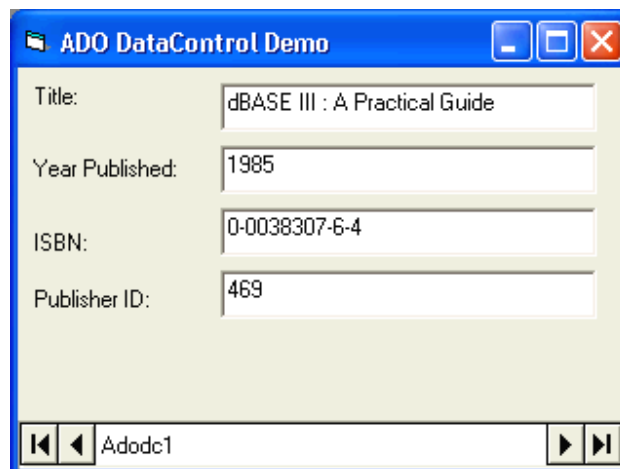 ADO DataControl Demo
Title: dBASE III : A Practical Guide
Year Published: 1985
ISBN: 0-0038307-6-4
Publisher ID: 469
Adodc1